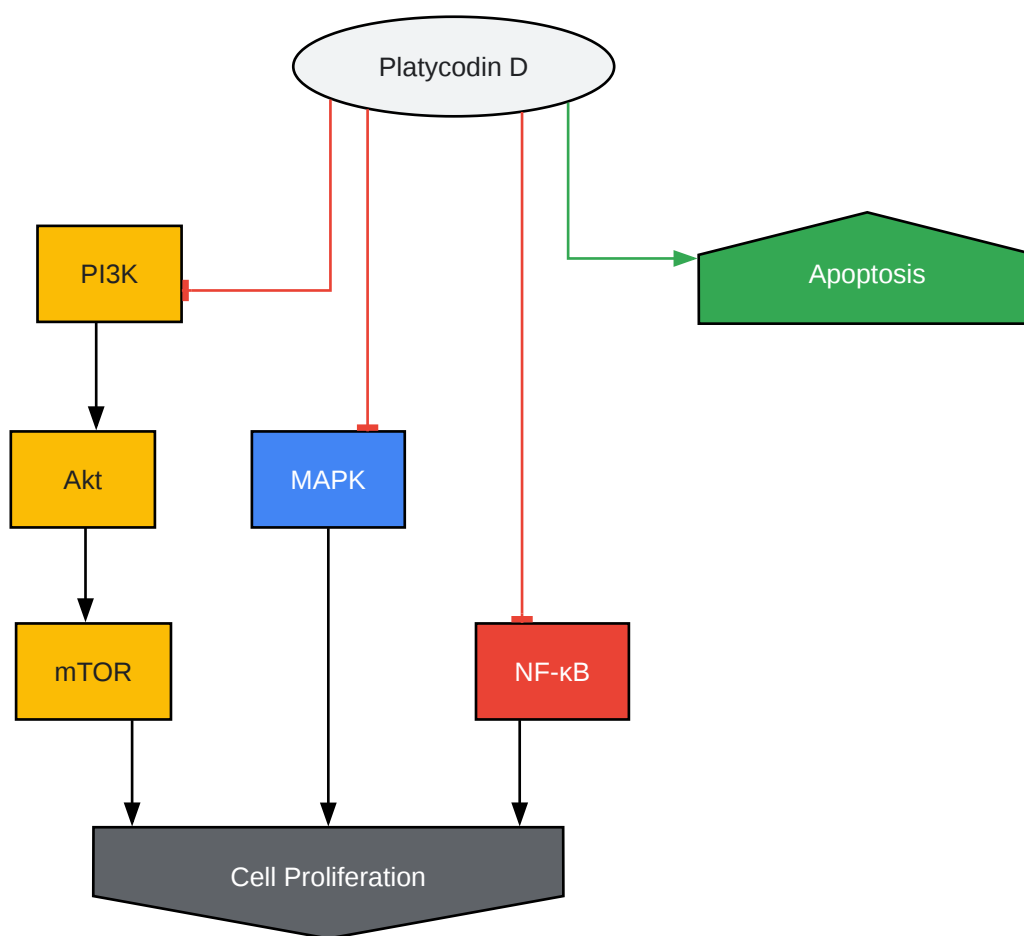 Platycodin D
PI3K
Apoptosis
Akt
MAPK
mTOR
NF-κB
Cell Proliferation